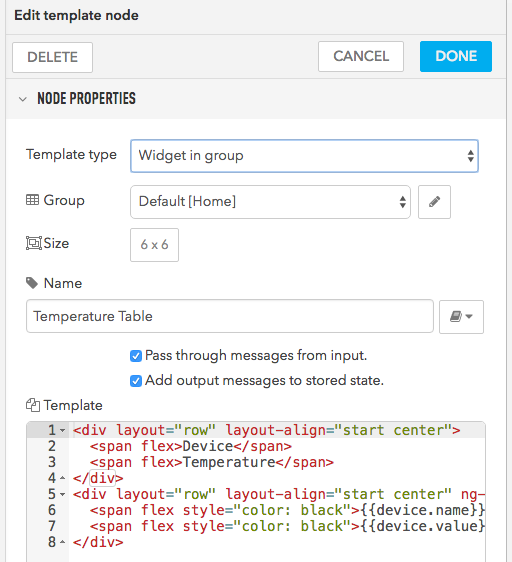 Edit template node
DELETE CANCEL DONE
NODE PROPERTIES
Template type Widget in group
Group Default [Home]
Size 6 x 6
Name
Temperature Table
Pass through messages from input.
Add output messages to stored state.
Template
1 <div layout="row" layout-align="start center">
2 <span flex>Device</span>
3 <span flex>Temperature</span>
4 </div>
5 <div layout="row" layout-align="start center" ng-
6 <span flex style="color: black">{{device.name}}
7 <span flex style="color: black">{{device.value}
8 </div>